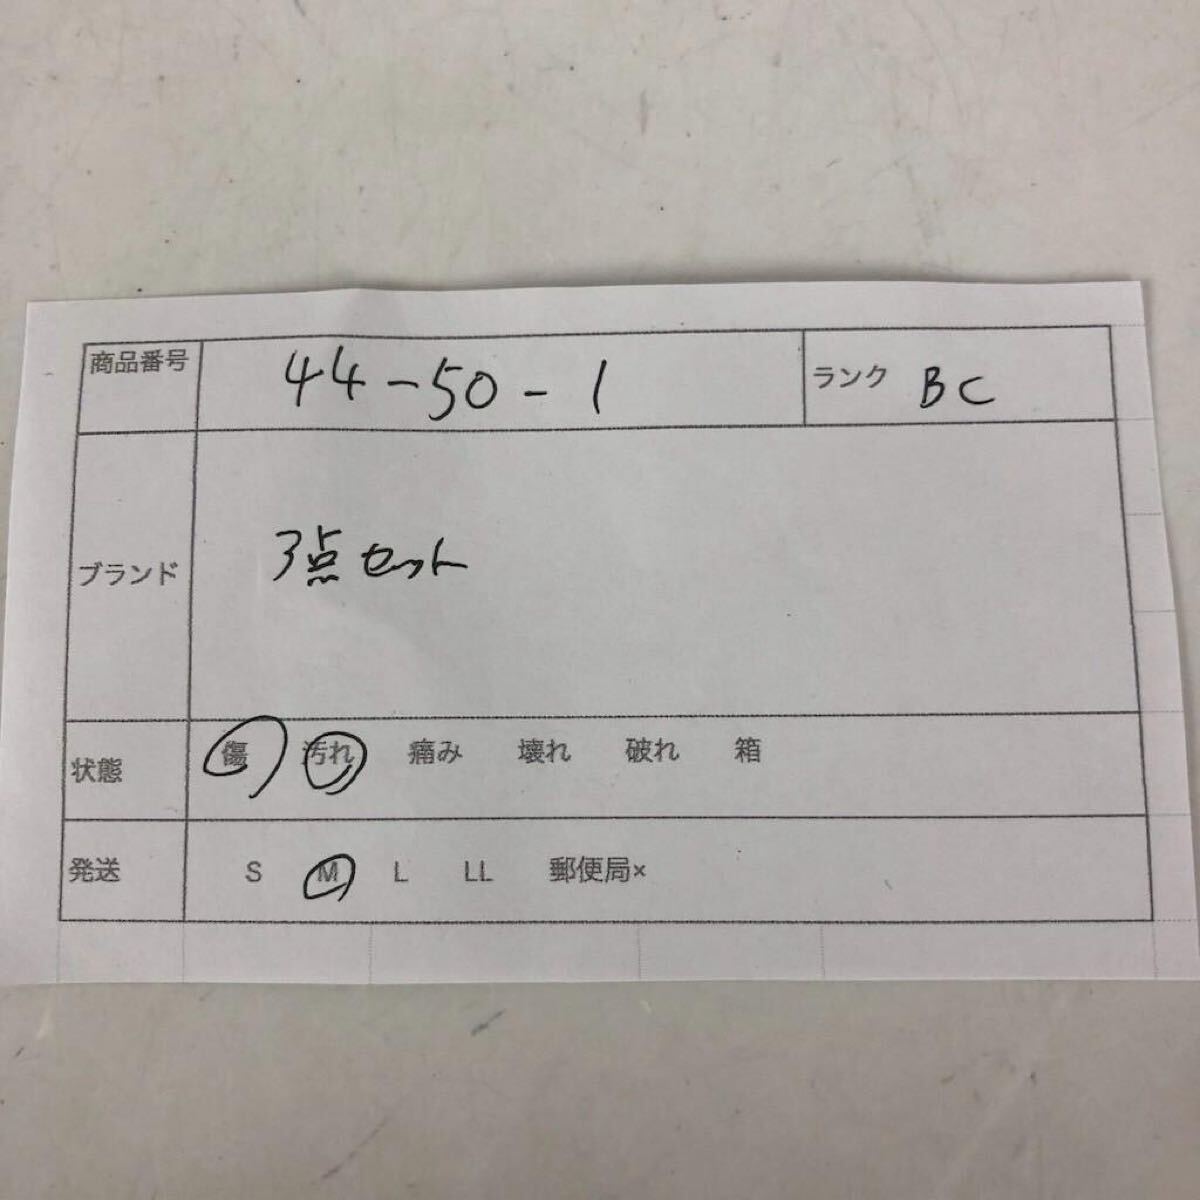 商品番号 44-50-1 ランク BC
ブランド 3点セット
状態 傷 汚れ 痛み 壊れ 破れ 箱
発送 S M L LL 郵便局×